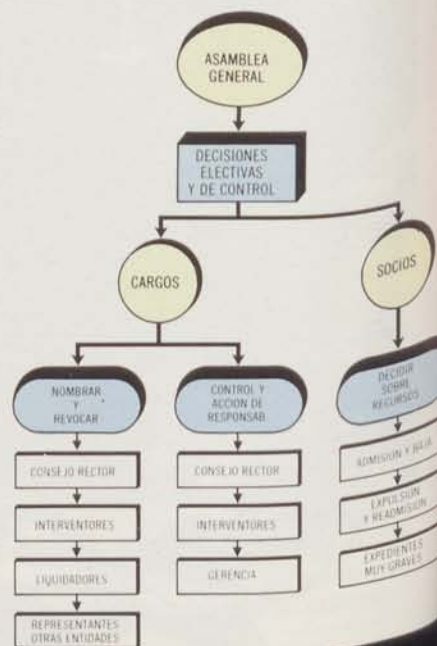 ASAMBLEA
GENERAL
DECISIONES
ELECTIVAS
Y DE CONTROL
CARGOS
SOCIOS
NOMBRAR
Y
REVOCAR
CONSEJO RECTOR
INTERVENTORES
LIQUIDADORES
REPRESENTANTES
OTRAS ENTIDADES
CONTROL Y
ACCION DE
RESPONSAB.
CONSEJO RECTOR
INTERVENTORES
GERENCIA
DECIDIR
SOBRE
RECURSOS
ADMISION Y BAJA
EXPULSION
Y READMISION
EXPEDIENTES
MUY GRAVES